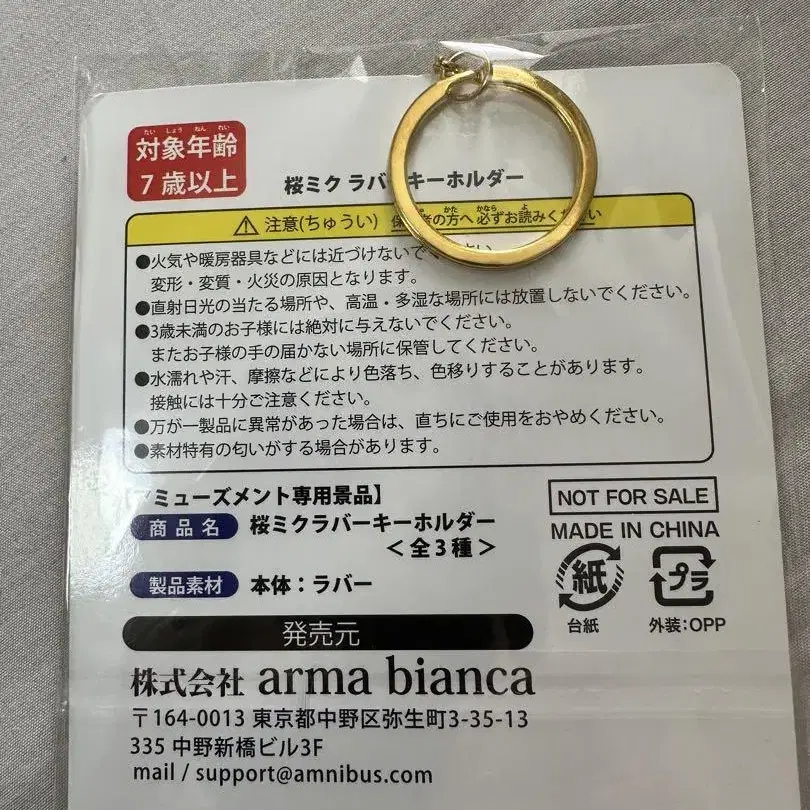 たいしょうねんれい
対象年齢
7歳以上
桜ミク ラバーキーホルダー
注意(ちゅうい) 保 者の方へ 必ずお読みください
●火気や暖房器具などには近づけないで
変形・変質・火災の原因となります。
●直射日光の当たる場所や、高温・多湿な場所には放置しないでください。
●3歳未満のお子様には絶対に与えないでください。
またお子様の手の届かない場所に保管してください。
●水濡れや汗、摩擦などにより色落ち、色移りすることがあります。
接触には十分ご注意ください。
●万が一製品に異常があった場合は、直ちにご使用をおやめください。
●素材特有の匂いがする場合があります。
ミューズメント専用景品】
商品名 桜ミクラバーキーホルダー
＜全3種＞
製品素材 本体：ラバー
NOT FOR SALE
MADE IN CHINA
紙 プラ
台紙 外装:OPP
発売元
株式会社 arma bianca
〒164-0013 東京都中野区弥生町3-35-13
335 中野新橋ビル3F
mail / support@amnibus.com